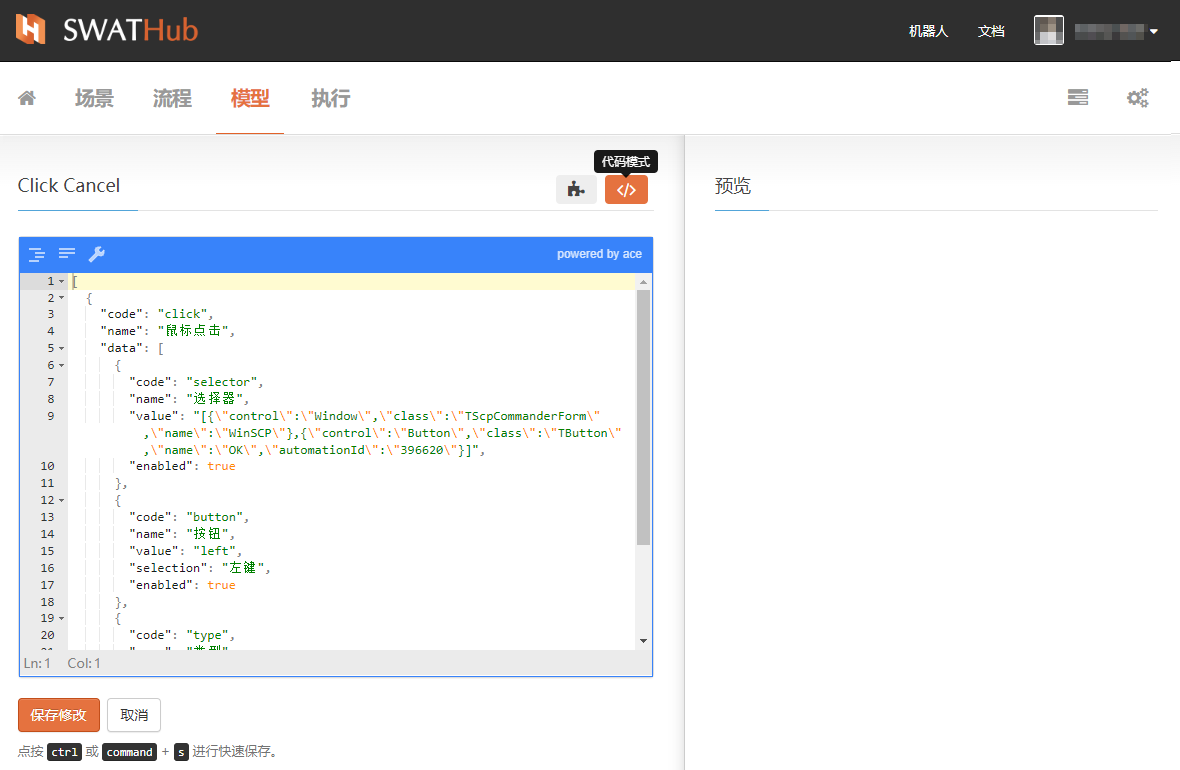 SWATHub
机器人 文档
场景 流程 模型 执行
代码模式
Click Cancel
</>
预览
powered by ace
1 [
2 {
3 "code": "click",
4 "name": "鼠标点击",
5 "data": [
6 {
7 "code": "selector",
8 "name": "选择器",
9 "value": "[{\"control\":\"Window\",\"class\":\"TScpCommanderForm\"
,\"name\":\"WinSCP\"},{\"control\":\"Button\",\"class\":\"TButton\"
,\"name\":\"OK\",\"automationId\":\"396620\"}]",
10 "enabled": true
11 },
12 {
13 "code": "button",
14 "name": "按钮",
15 "value": "left",
16 "selection": "左键",
17 "enabled": true
18 },
19 {
20 "code": "type",
Ln:1 Col:1
保存修改 取消
点按 ctrl 或 command + s 进行快速保存。